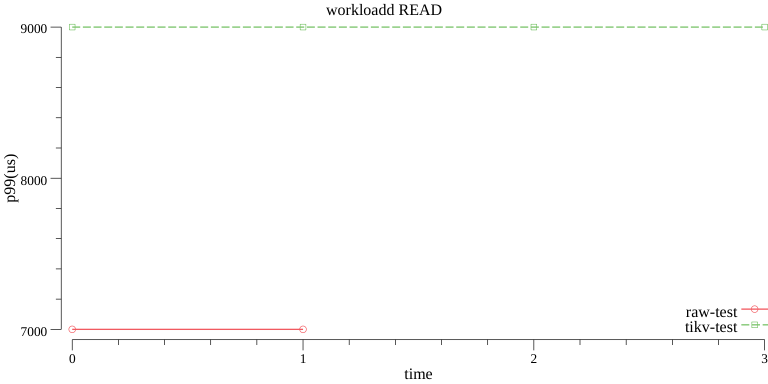 workloadd READ
9000
8000
7000
p99(us)
raw-test
tikv-test
0 1 2 3
time